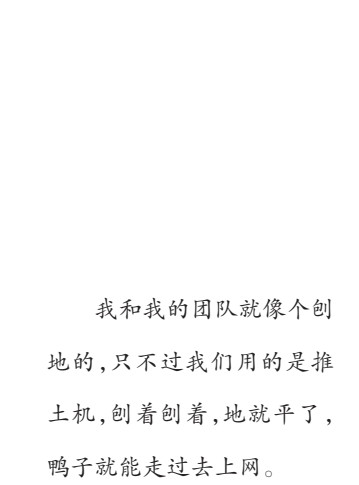 我和我的团队就像个刨
地的,只不过我们用的是推
土机,刨着刨着,地就平了,
鸭子就能走过去上网。